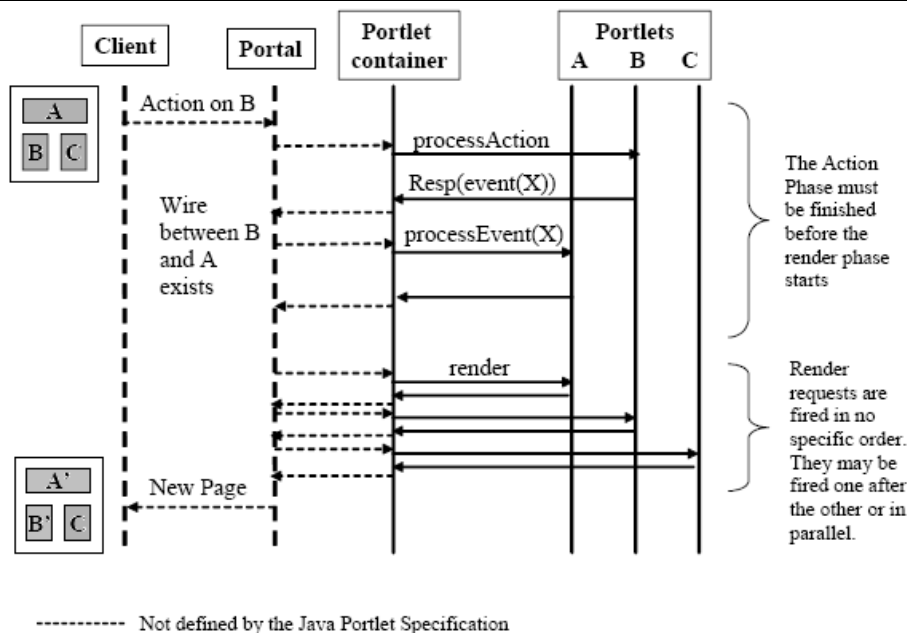 Client
Portal
Portlet
container
Portlets
A B C
A
B C
Action on B
processAction
Resp(event(X))
Wire
between B
and A
exists
processEvent(X)
The Action
Phase must
be finished
before the
render phase
starts
render
Render
requests are
fired in no
specific order.
They may be
fired one after
the other or in
parallel.
A'
B' C
New Page
Not defined by the Java Portlet Specification